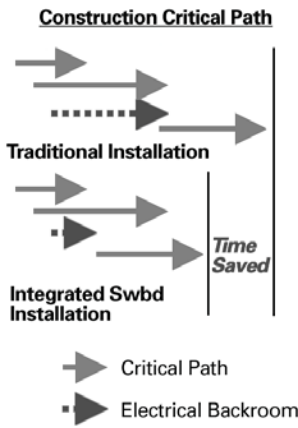 Construction Critical Path
Traditional Installation
Time
Saved
Integrated Swbd
Installation
Critical Path
Electrical Backroom